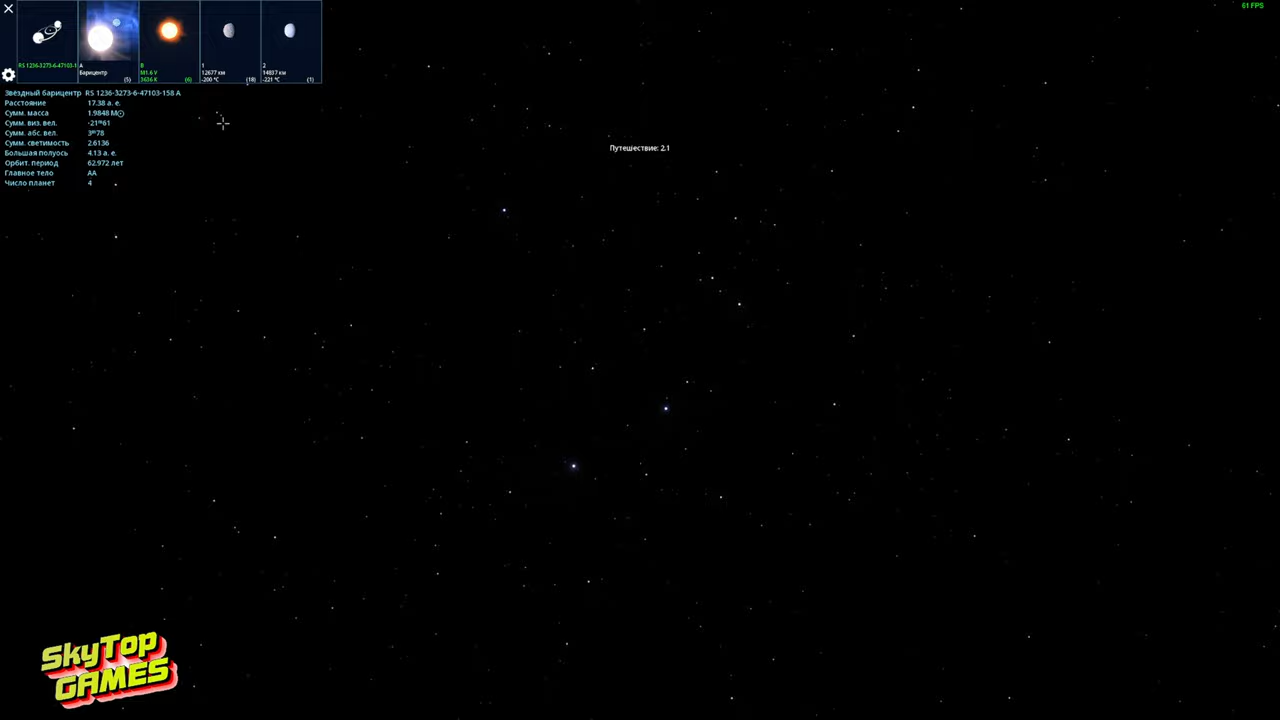 61 FPS
RS 1236-3273-6-47103-1
A
Барицентр
(5)
B
M1.6 V
3636 K
(6)
1
12677 км
-200 °C
(18)
2
14837 км
-221 °C
(1)
Звездный барицентр RS 1236-3273-6-47103-158 A
Расстояние 17.38 а. е.
Сумм. масса 1.9848 M☉
Сумм. виз. вел. -21ᵐ61
Сумм. абс. вел. 3ᵐ78
Сумм. светимость 2.6136
Большая полуось 4.13 а. е.
Орбит. период 62.972 лет
Главное тело AA
Число планет 4
Путешествие: 2.1
SkyTop
GAMES